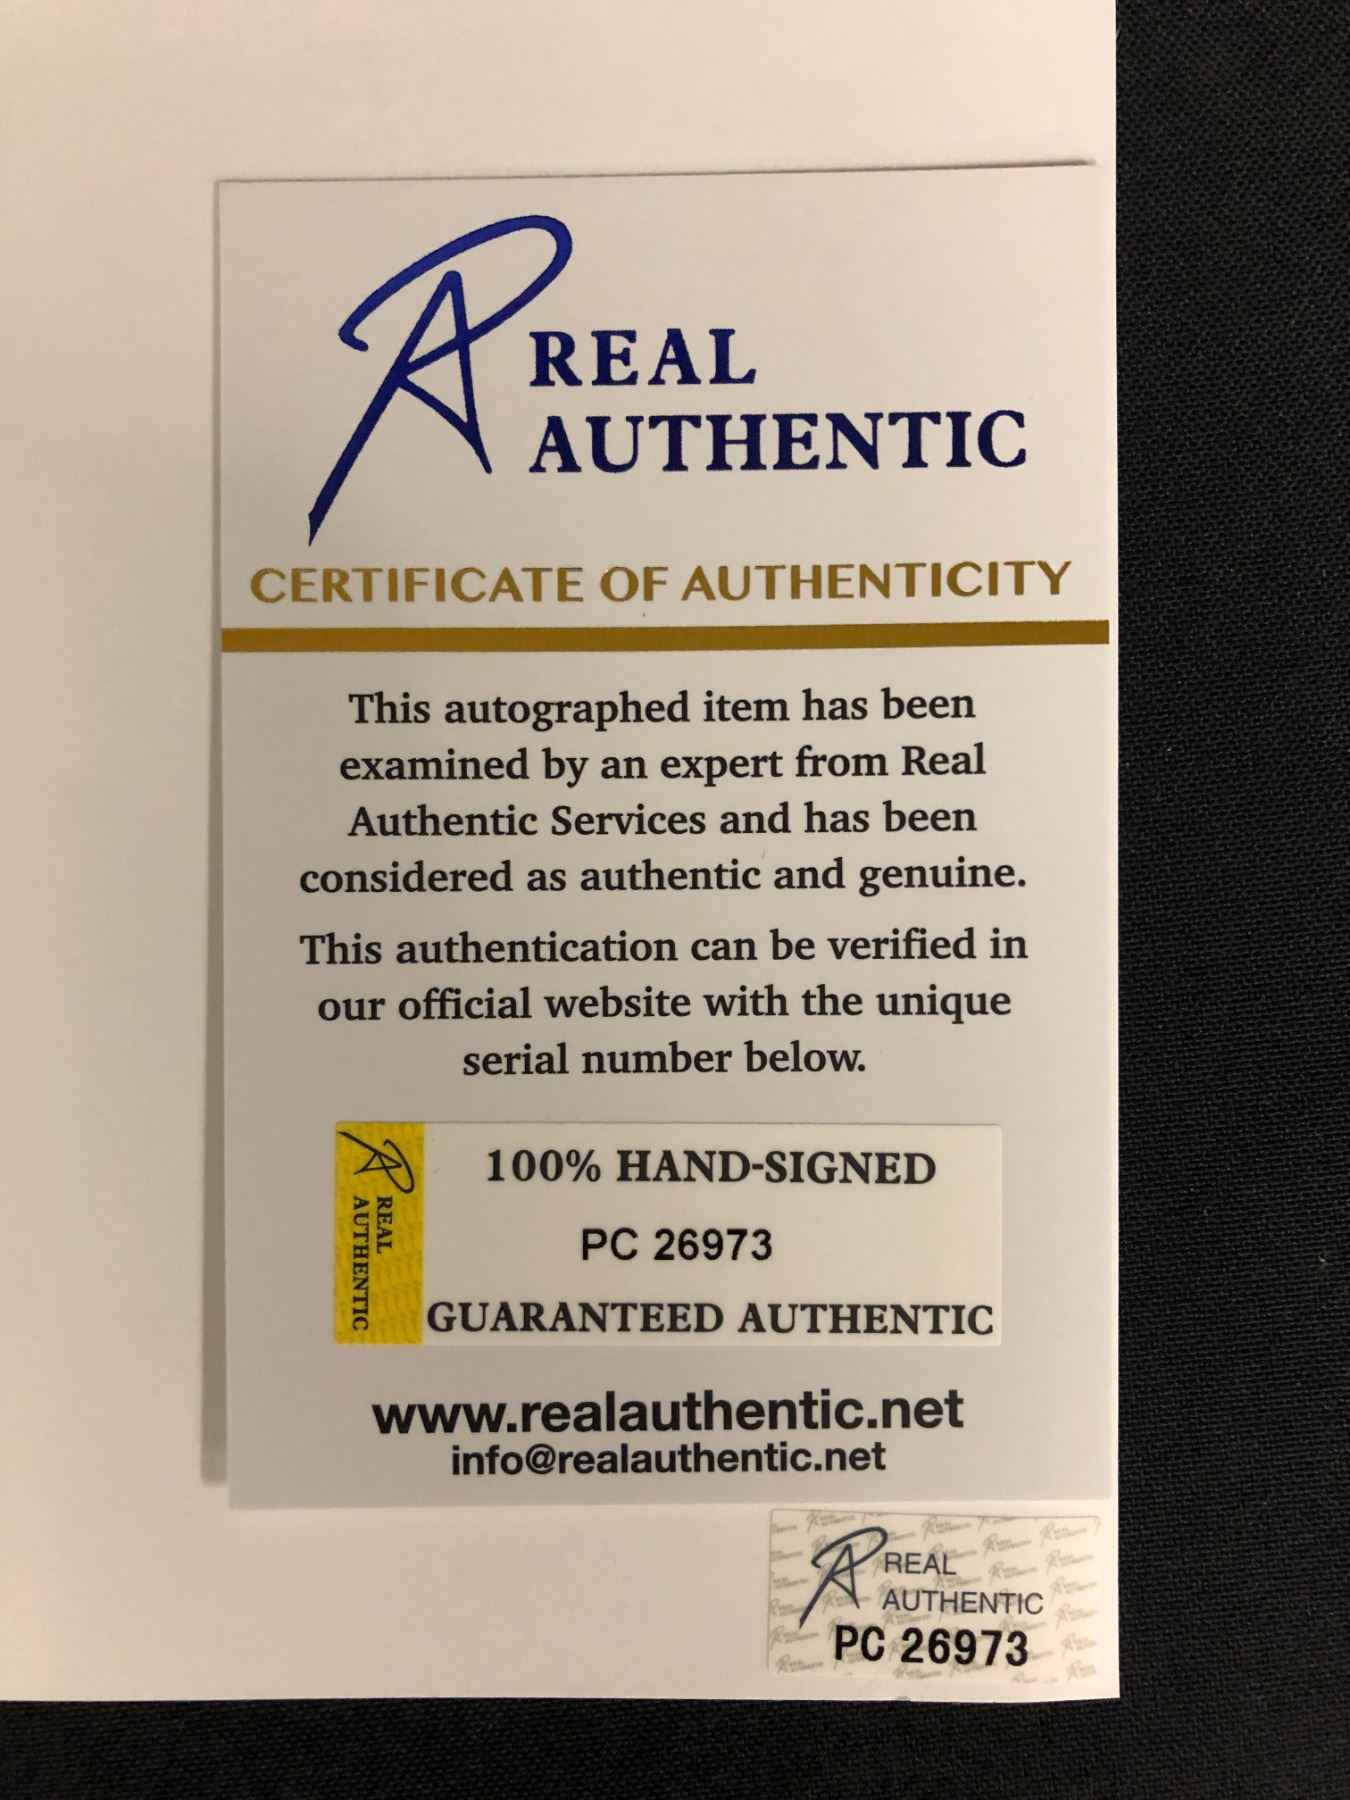 REAL
AUTHENTIC
CERTIFICATE OF AUTHENTICITY
This autographed item has been
examined by an expert from Real
Authentic Services and has been
considered as authentic and genuine.
This authentication can be verified in
our official website with the unique
serial number below.
REAL
AUTHENTIC
100% HAND-SIGNED
PC 26973
GUARANTEED AUTHENTIC
www.realauthentic.net
info@realauthentic.net
REAL
AUTHENTIC
PC 26973